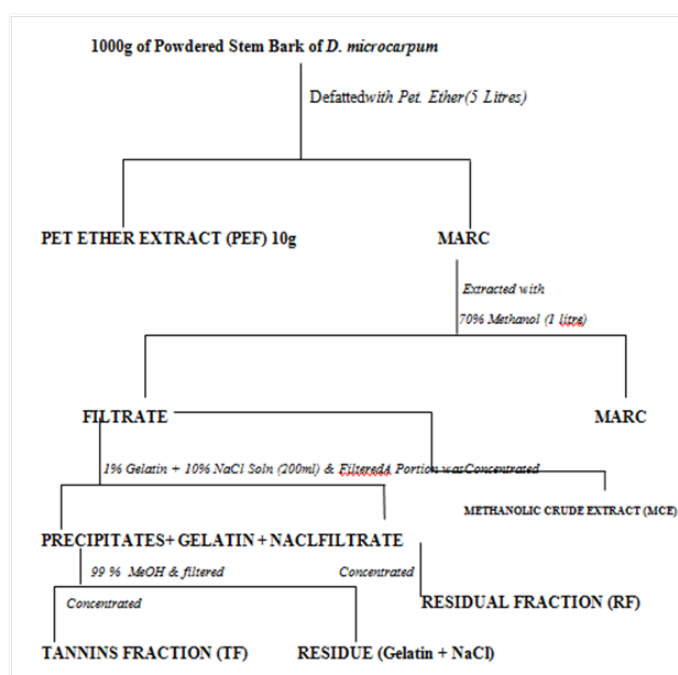 1000g of Powdered Stem Bark of D. microcarpum
Defattedwith Pet. Ether(5 Litres)
PET ETHER EXTRACT (PEF) 10g
MARC
Extracted with
70% Methanol (1 litre)
FILTRATE
MARC
1% Gelatin + 10% NaCl Soln (200ml) & FilteredA Portion wasConcentrated
METHANOLIC CRUDE EXTRACT (MCE)
PRECIPITATES+ GELATIN + NACLFILTRATE
99 % MeOH & filtered
Concentrated
Concentrated
RESIDUAL FRACTION (RF)
TANNINS FRACTION (TF)
RESIDUE (Gelatin + NaCl)